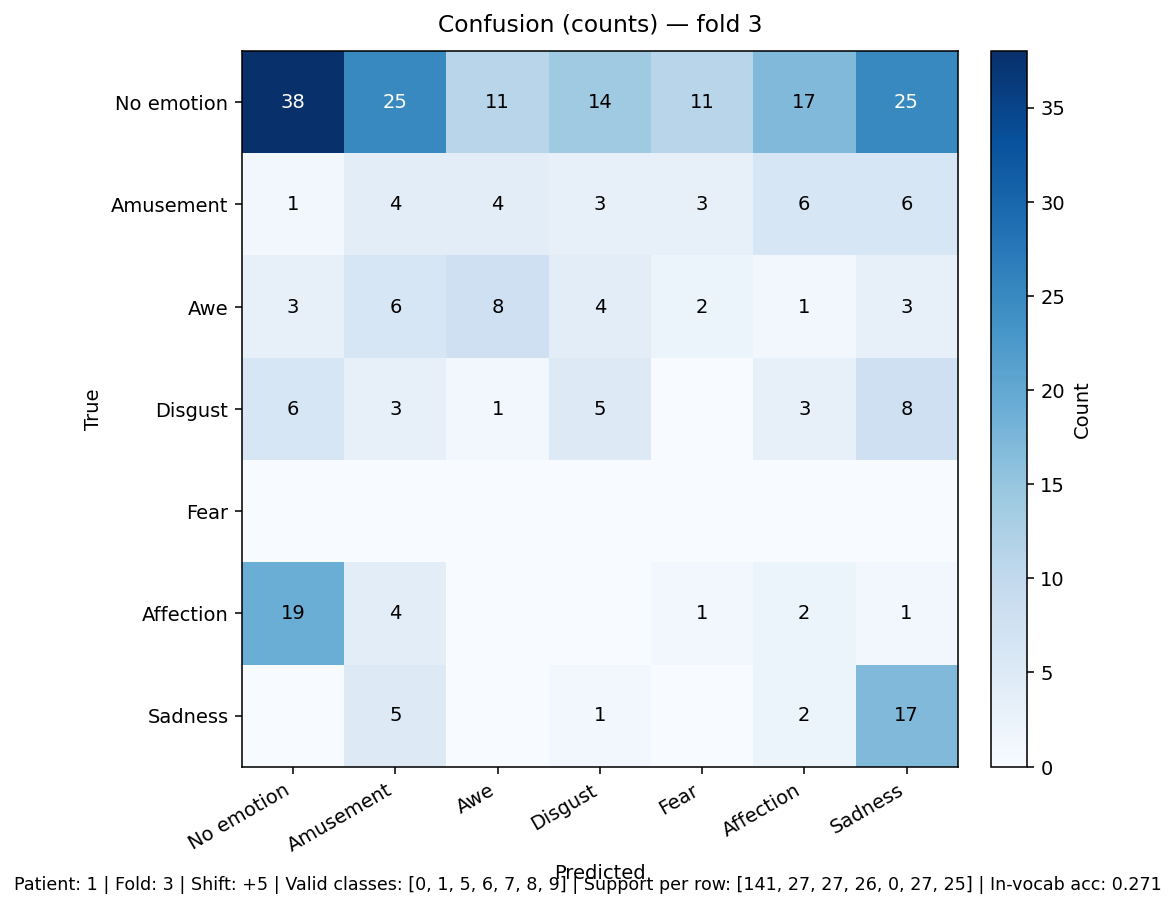 Confusion (counts) — fold 3
No emotion 38 25 11 14 11 17 25
Amusement 1 4 4 3 3 6 6
Awe 3 6 8 4 2 1 3
Disgust 6 3 1 5 3 8
Fear
Affection 19 4 1 2 1
Sadness 5 1 2 17
True
No emotion Amusement Awe Disgust Fear Affection Sadness
Predicted
35
30
25
20
15
10
5
0
Count
Patient: 1 | Fold: 3 | Shift: +5 | Valid classes: [0, 1, 5, 6, 7, 8, 9] | Support per row: [141, 27, 27, 26, 0, 27, 25] | In-vocab acc: 0.271